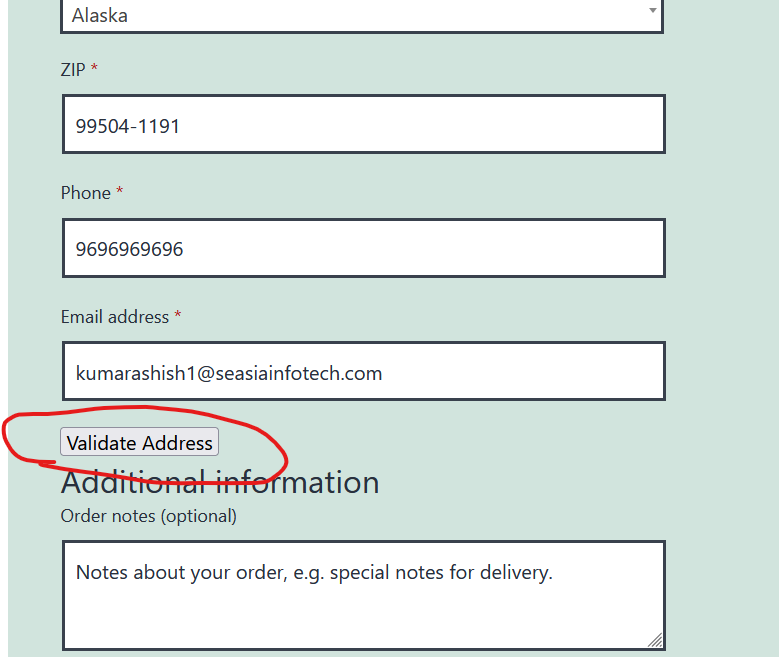 Alaska
ZIP *
99504-1191
Phone *
9696969696
Email address *
kumarashish1@seasiainfotech.com
Validate Address
Additional information
Order notes (optional)
Notes about your order, e.g. special notes for delivery.